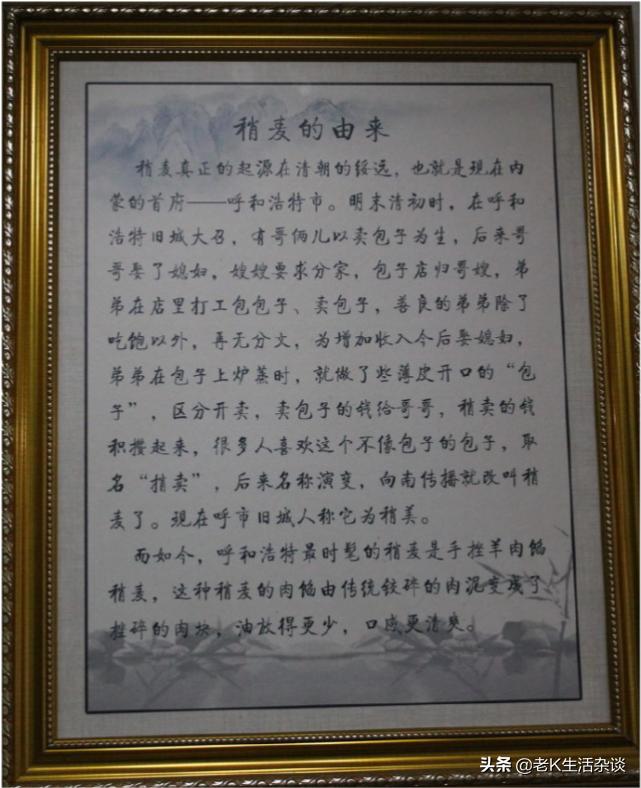 稍麦的由来
稍麦真正的起源在清朝的绥远，也就是现在内
蒙的首府——呼和浩特市。明末清初时，在呼和
浩特旧城大召，有哥俩儿以卖包子为生，后来哥
哥娶了媳妇，嫂嫂要求分家，包子店归哥嫂，弟
弟在店里打工包包子、卖包子，善良的弟弟除了
吃饱以外，再无分文，为增加收入今后娶媳妇，
弟弟在包子上炉蒸时，就做了些薄皮开口的“包
子”，区分开卖，卖包子的钱给哥哥，稍卖的钱
积攒起来，很多人喜欢这个不像包子的包子，取
名“捎卖”，后来名称演变，向南传播就改叫稍
麦了。现在呼市旧城人称它为稍美。
而如今，呼和浩特最时髦的稍麦是手挫羊肉馅
稍麦，这种稍麦的肉馅由传统铰碎的肉泥变成了
挫碎的肉块，油放得更少，口感更清爽。
头条 @老K生活杂谈